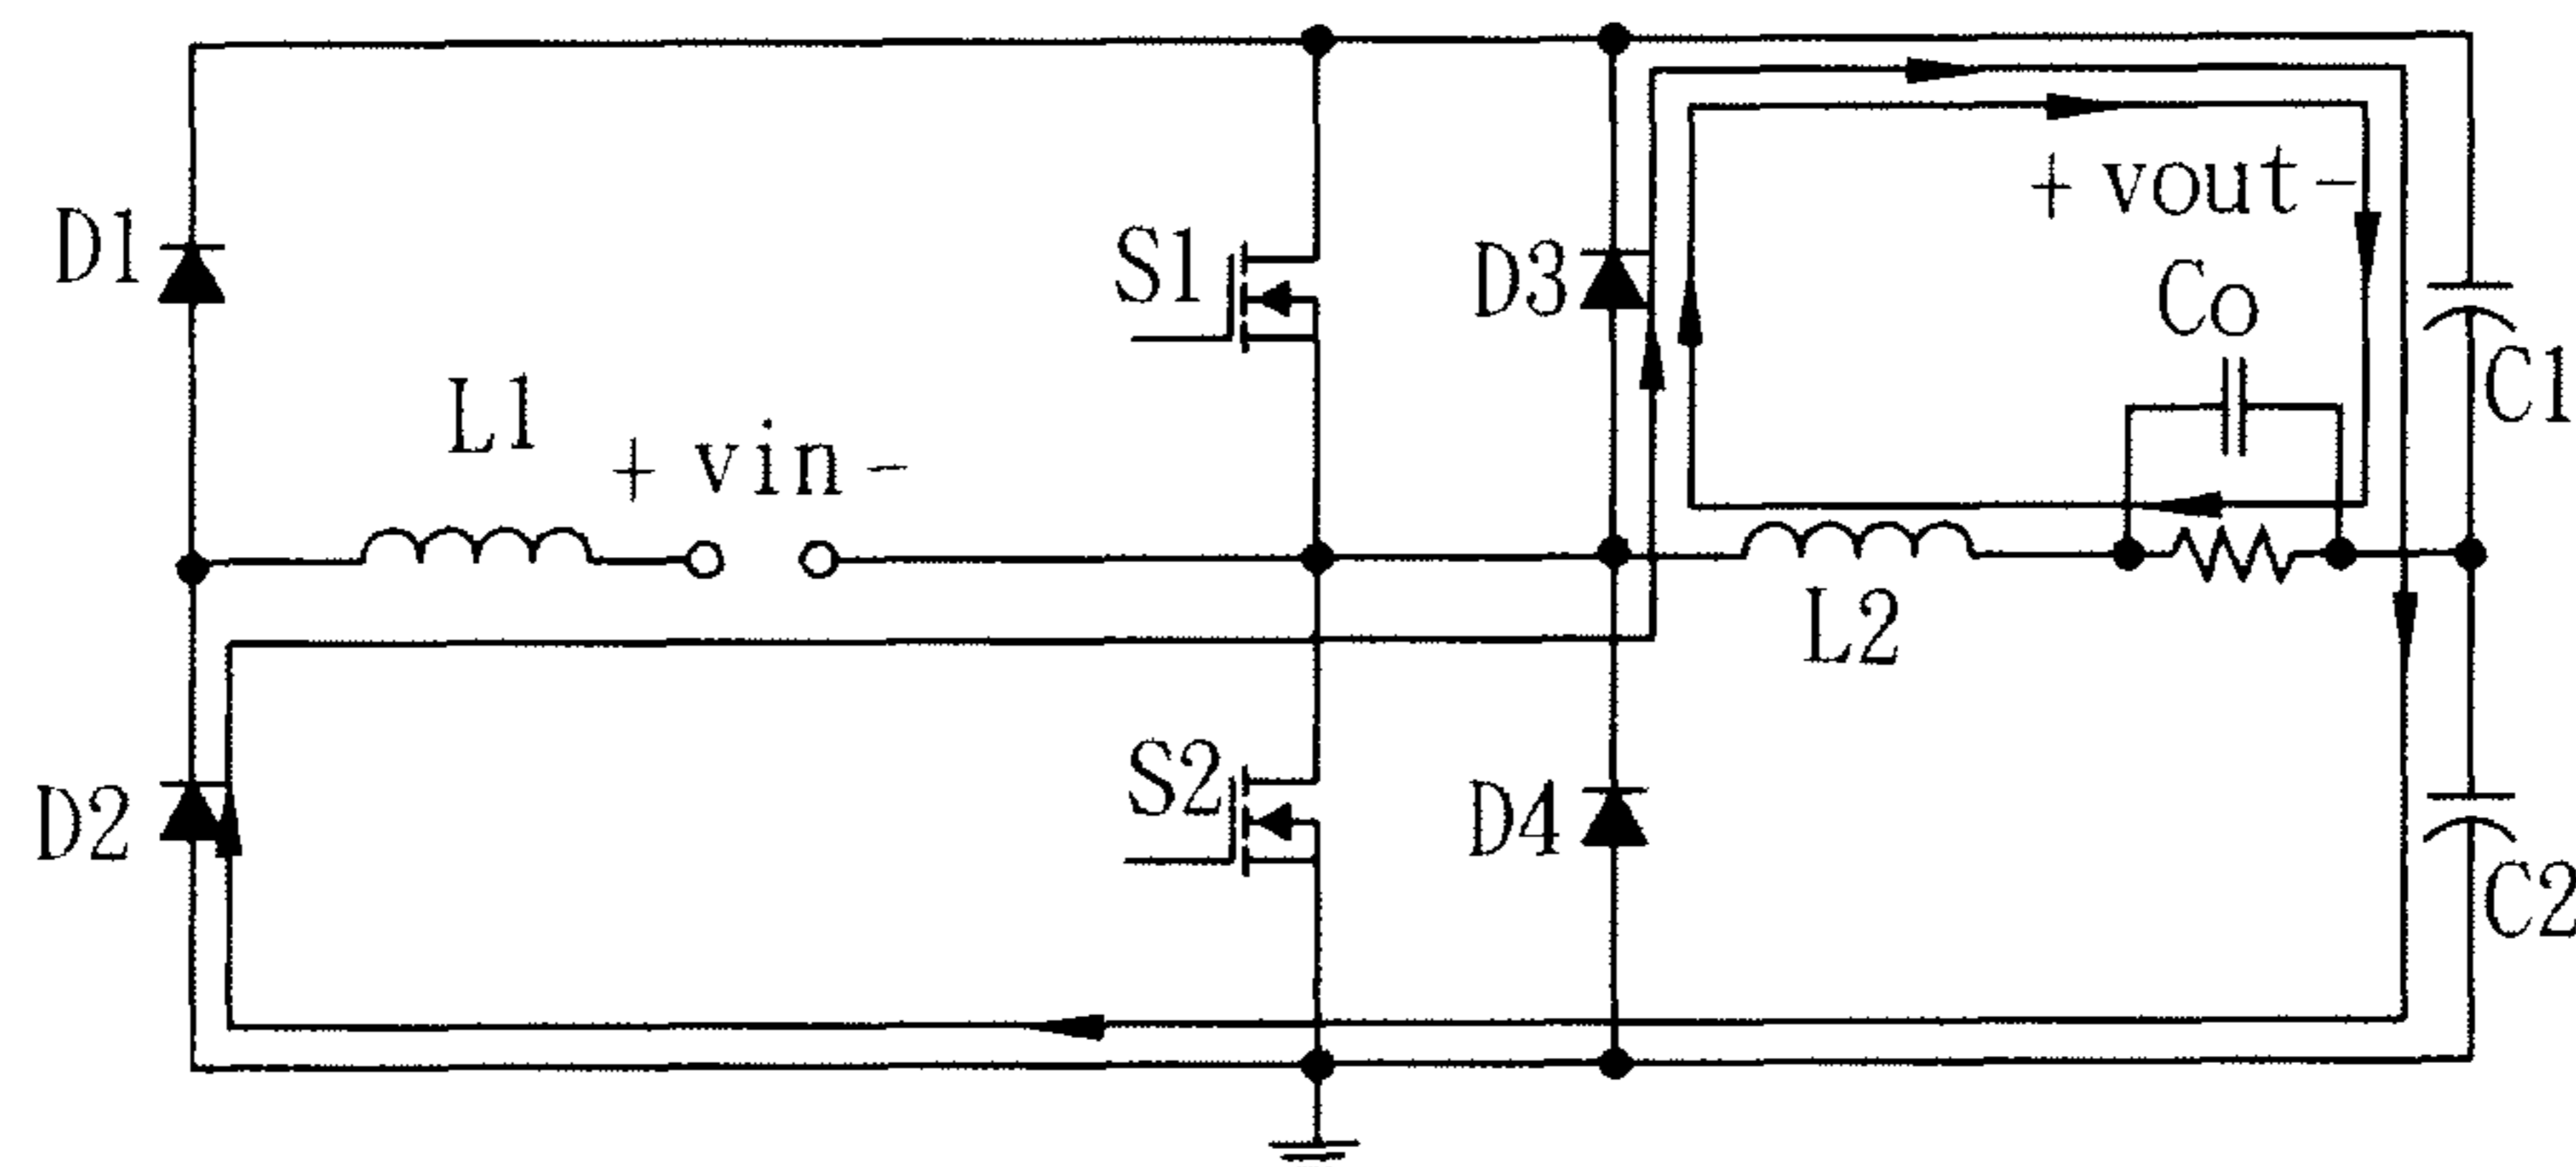 + vout -
D1
S1
D3
Co
C1
L1
+ vin -
L2
D2
S2
D4
C2